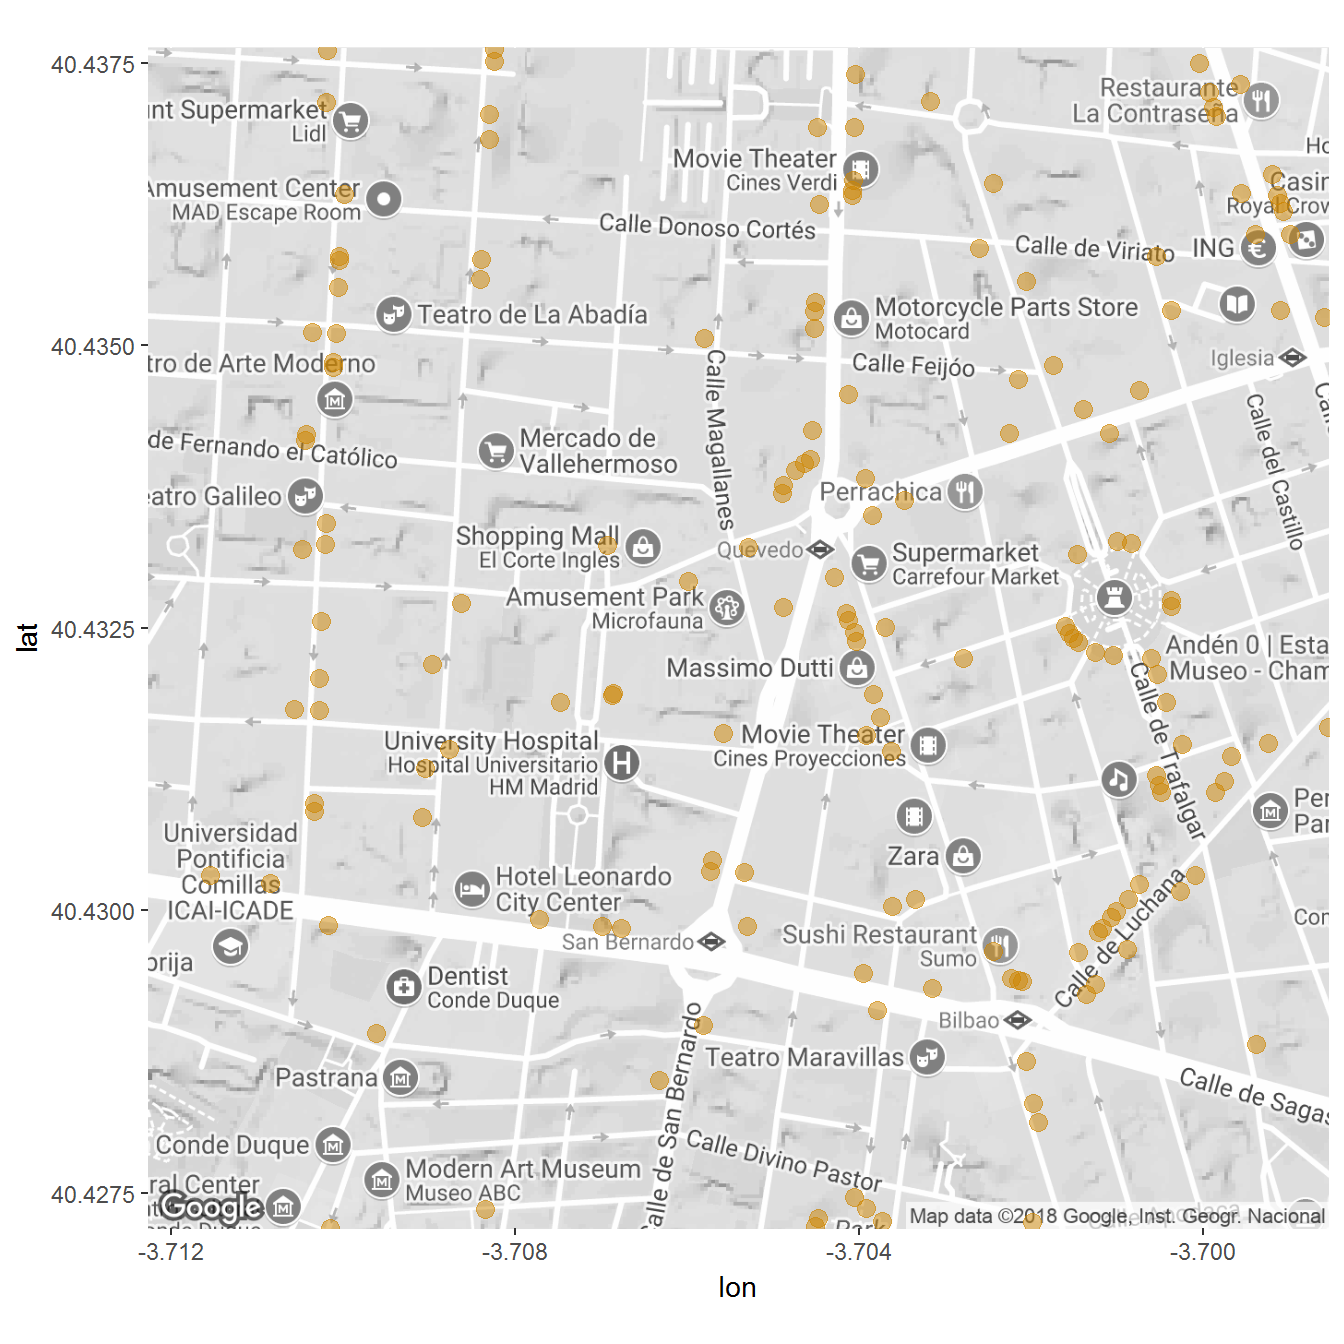 40.4375
40.4350
40.4325
40.4300
40.4275
lat
nt Supermarket
Lidl
Amusement Center
MAD Escape Room
Movie Theater
Cines Verdi
Calle Donoso Cortés
Restaurante
La Contraseña
Ho
Casin
Royal Crow
Calle de Viriato
ING
Teatro de La Abadía
Motorcycle Parts Store
Motocard
Calle Feijóo
Iglesia
tro de Arte Moderno
Calle Magallanes
Calle del Castillo
de Fernando el Católico
Mercado de
Vallehermoso
eatro Galileo
Perrachica
Shopping Mall
El Corte Ingles
Quevedo
Supermarket
Carrefour Market
Amusement Park
Microfauna
Andén 0 | Esta
Museo - Cham
Massimo Dutti
Calle de Trafalgar
University Hospital
Hospital Universitario
HM Madrid
Movie Theater
Cines Proyecciones
Per
Par
Universidad
Pontificia
Comillas
ICAI-ICADE
Zara
Hotel Leonardo
City Center
Calle de Luchana
San Bernardo
Sushi Restaurant
Sumo
Con
brija
Dentist
Conde Duque
Bilbao
Teatro Maravillas
Pastrana
Calle de Sagas
Calle de San Bernardo
Conde Duque
Calle Divino Pastor
Modern Art Museum
Museo ABC
ral Center
Google
Park
Map data ©2018 Google, Inst. Geogr. Nacional
-3.712
-3.708
-3.704
-3.700
lon